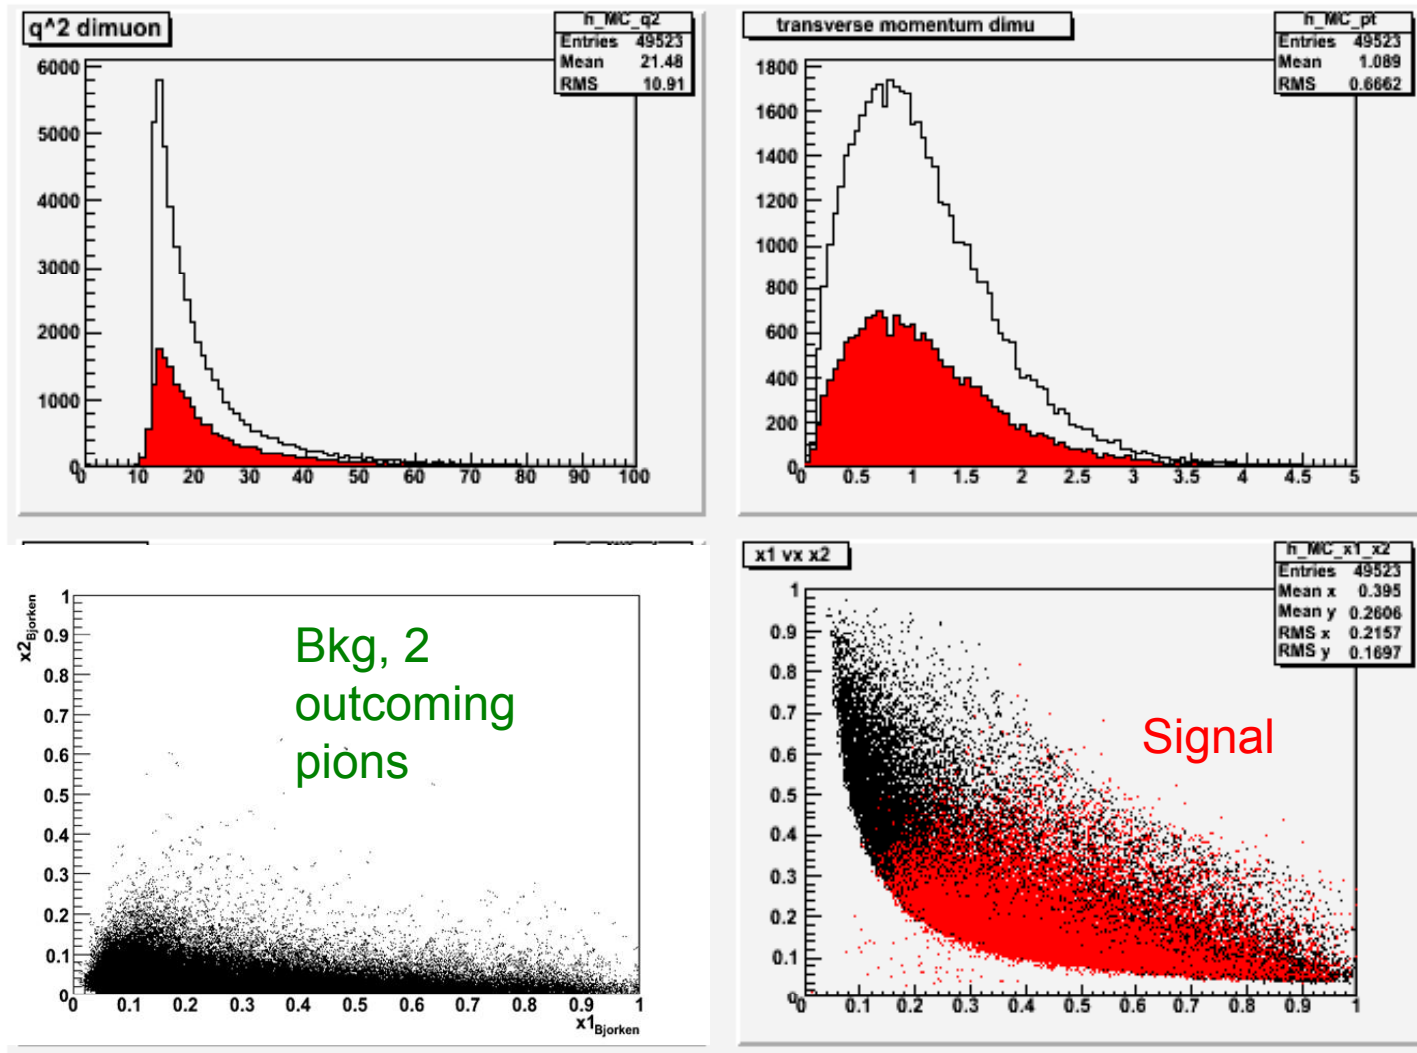 q^2 dimuon
h_MC_q2
Entries 49523
Mean 21.48
RMS 10.91
6000
5000
4000
3000
2000
1000
0
0 10 20 30 40 50 60 70 80 90 100
transverse momentum dimu
h_MC_pt
Entries 49523
Mean 1.089
RMS 0.6662
1800
1600
1400
1200
1000
800
600
400
200
0
0 0.5 1 1.5 2 2.5 3 3.5 4 4.5 5
x2Bjorken
1
0.9
0.8
0.7
0.6
0.5
0.4
0.3
0.2
0.1
0
Bkg, 2
outcoming
pions
0 0.1 0.2 0.3 0.4 0.5 0.6 0.7 0.8 0.9 1
x1Bjorken
x1 vx x2
h_MC_x1_x2
Entries 49523
Mean x 0.395
Mean y 0.2606
RMS x 0.2157
RMS y 0.1697
1
0.9
0.8
0.7
0.6
0.5
0.4
0.3
0.2
0.1
0
Signal
0 0.1 0.2 0.3 0.4 0.5 0.6 0.7 0.8 0.9 1